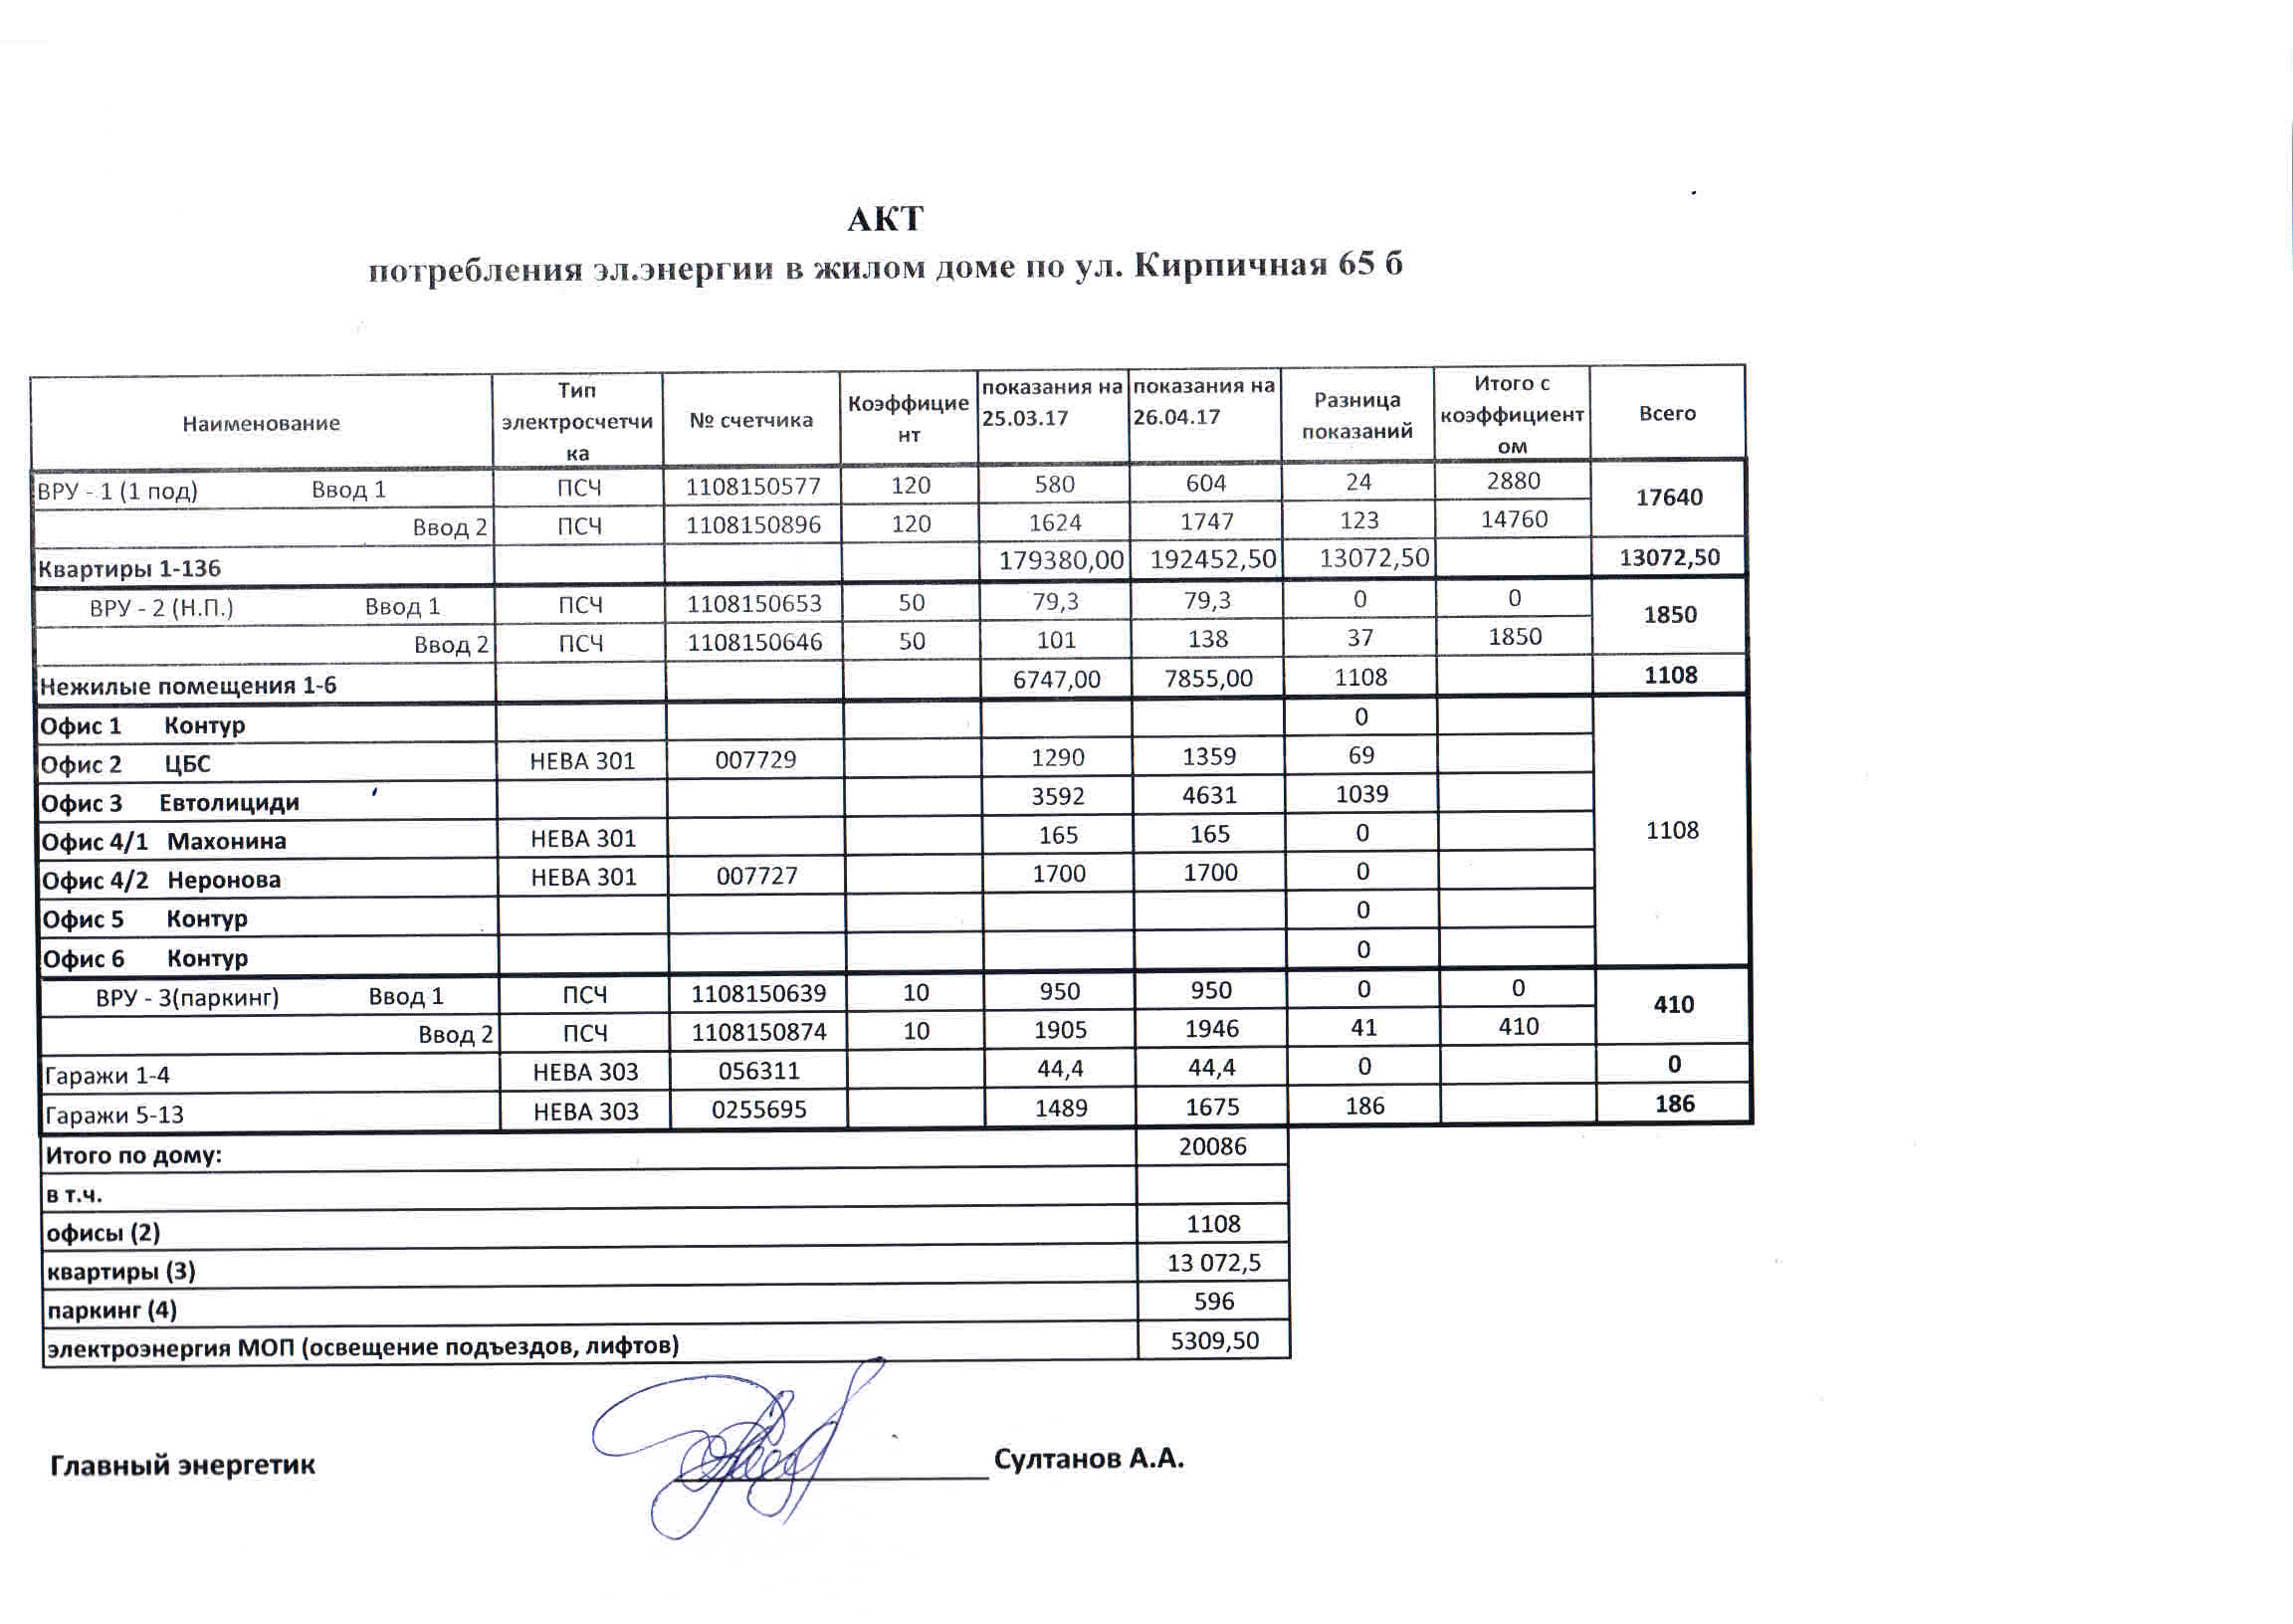 АКТ
потребления эл.энергии в жилом доме по ул. Кирпичная 65 б
Наименование Тип электросчетчика № счетчика Коэффициент показания на 25.03.17 показания на 26.04.17 Разница показаний Итого с коэффициентом Всего
ВРУ - 1 (1 под) Ввод 1 ПСЧ 1108150577 120 580 604 24 2880 17640
Ввод 2 ПСЧ 1108150896 120 1624 1747 123 14760
Квартиры 1-136 179380,00 192452,50 13072,50 13072,50
ВРУ - 2 (Н.П.) Ввод 1 ПСЧ 1108150653 50 79,3 79,3 0 0 1850
Ввод 2 ПСЧ 1108150646 50 101 138 37 1850
Нежилые помещения 1-6 6747,00 7855,00 1108 1108
Офис 1 Контур 0
Офис 2 ЦБС НЕВА 301 007729 1290 1359 69
Офис 3 Евтолициди 3592 4631 1039
Офис 4/1 Махонина НЕВА 301 165 165 0 1108
Офис 4/2 Неронова НЕВА 301 007727 1700 1700 0
Офис 5 Контур 0
Офис 6 Контур 0
ВРУ - 3(паркинг) Ввод 1 ПСЧ 1108150639 10 950 950 0 0 410
Ввод 2 ПСЧ 1108150874 10 1905 1946 41 410
Гаражи 1-4 НЕВА 303 056311 44,4 44,4 0 0
Гаражи 5-13 НЕВА 303 0255695 1489 1675 186 186
Итого по дому: 20086
в т.ч.
офисы (2) 1108
квартиры (3) 13 072,5
паркинг (4) 596
электроэнергия МОП (освещение подъездов, лифтов) 5309,50
Главный энергетик Султанов А.А.